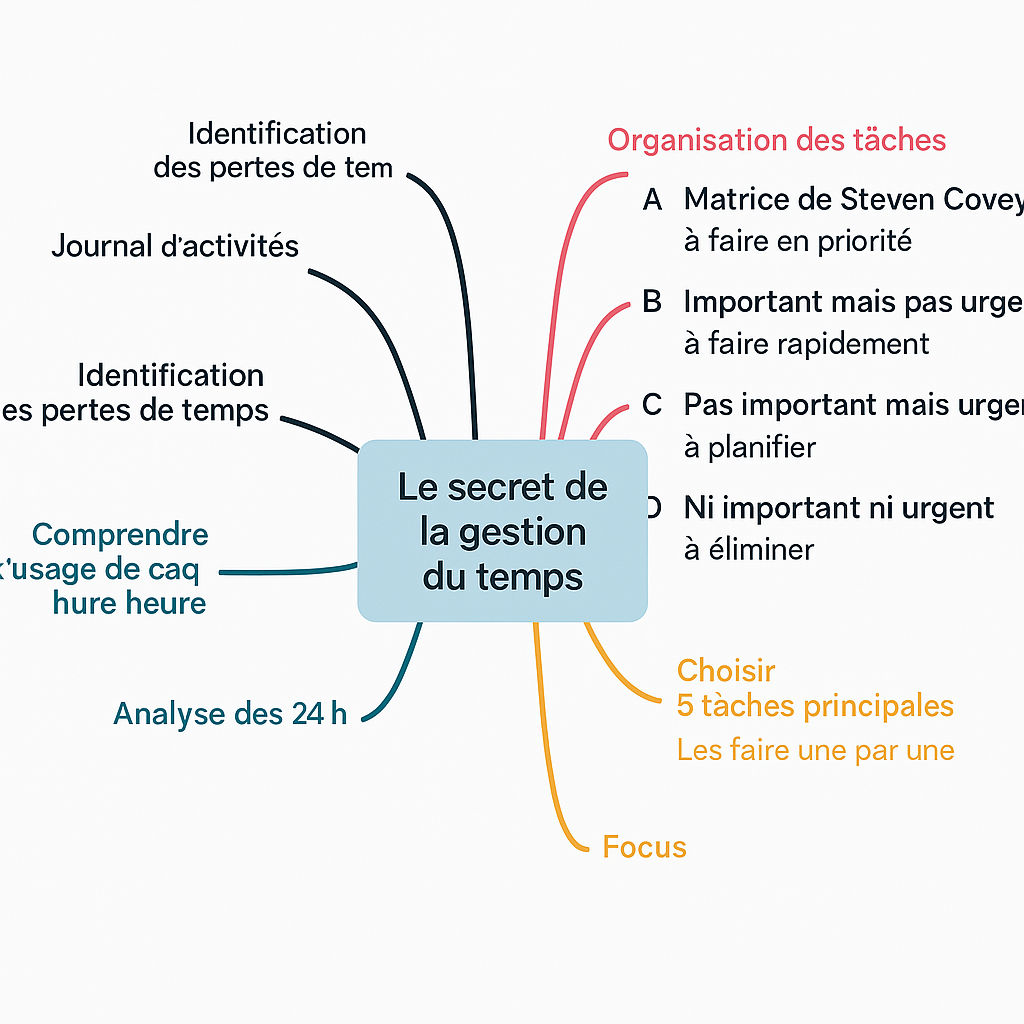 Identification
des pertes de tem
Journal d'activités
Identification
es pertes de temps
Comprendre
k'usage de caq
hure heure
Analyse des 24 h
Le secret de
la gestion
du temps
Organisation des täches
A Matrice de Steven Covey
à faire en priorité
B Important mais pas urge
à faire rapidement
C Pas important mais urger
à planifier
D Ni important ni urgent
à éliminer
Choisir
5 tàches principales
Les faire une par une
Focus